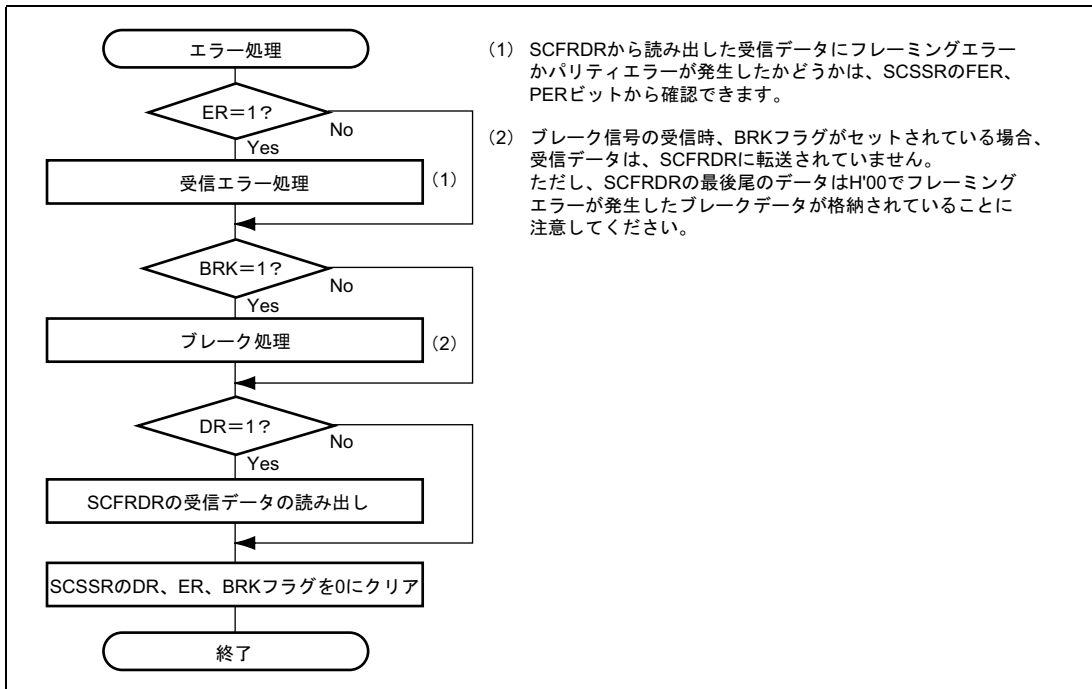 エラー処理
ER＝1？
No
Yes
受信エラー処理
（1）
BRK＝1？
No
Yes
ブレーク処理
（2）
DR＝1？
No
Yes
SCFRDRの受信データの読み出し
SCSSRのDR、ER、BRKフラグを0にクリア
終了
（1） SCFRDRから読み出した受信データにフレーミングエラー
かパリティエラーが発生したかどうかは、SCSSRのFER、
PERビットから確認できます。
（2） ブレーク信号の受信時、BRKフラグがセットされている場合、
受信データは、SCFRDRに転送されていません。
ただし、SCFRDRの最後尾のデータはH'00でフレーミング
エラーが発生したブレークデータが格納されていることに
注意してください。